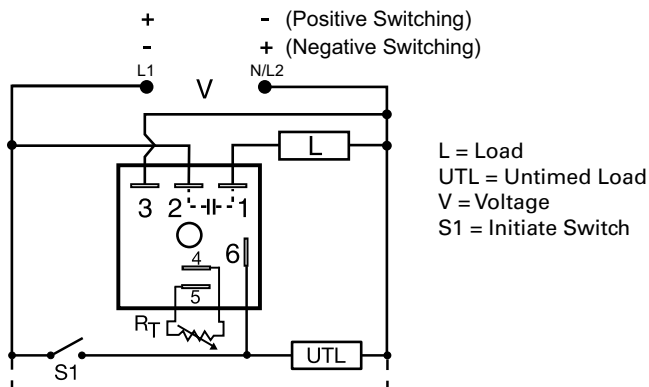 + - (Positive Switching)
- + (Negative Switching)
L1 V N/L2
L
3 2 1
4 6
5
RT
S1 UTL
L = Load
UTL = Untimed Load
V = Voltage
S1 = Initiate Switch